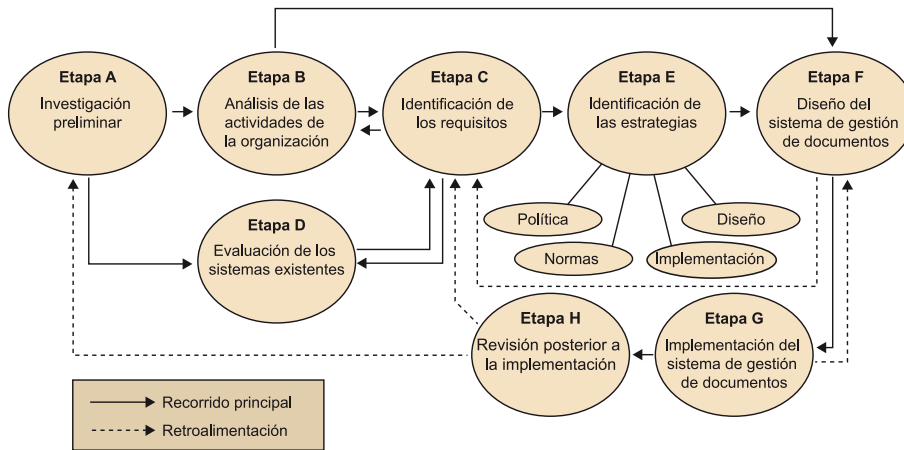 Etapa A
Investigación
preliminar
Etapa B
Análisis de las
actividades de
la organización
Etapa C
Identificación de
los requisitos
Etapa E
Identificación de
las estrategias
Etapa F
Diseño del
sistema de gestión
de documentos
Etapa D
Evaluación de los
sistemas existentes
Política
Normas
Implementación
Diseño
Etapa H
Revisión posterior a
la implementación
Etapa G
Implementación del
sistema de gestión
de documentos
Recorrido principal
Retroalimentación